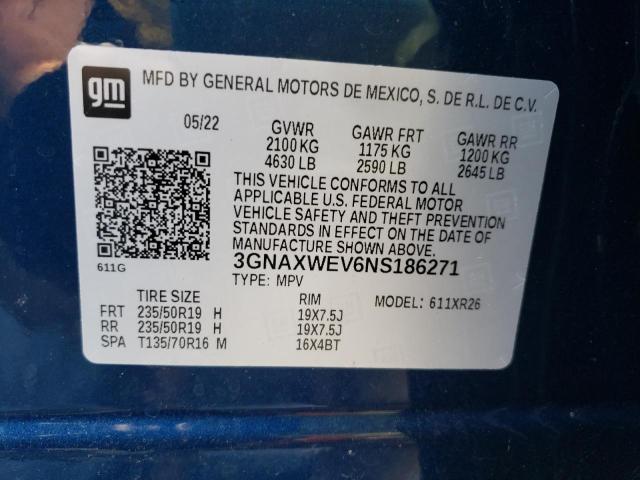 gm
MFD BY GENERAL MOTORS DE MEXICO, S. DE R.L. DE C.V.
05/22 GVWR GAWR FRT GAWR RR
2100 KG 1175 KG 1200 KG
4630 LB 2590 LB 2645 LB
THIS VEHICLE CONFORMS TO ALL
APPLICABLE U.S. FEDERAL MOTOR
VEHICLE SAFETY AND THEFT PREVENTION
STANDARDS IN EFFECT ON THE DATE OF
MANUFACTURE SHOWN ABOVE.
611G 3GNAXWEV6NS186271
TYPE: MPV
TIRE SIZE RIM MODEL: 611XR26
FRT 235/50R19 H 19X7.5J
RR 235/50R19 H 19X7.5J
SPA T135/70R16 M 16X4BT